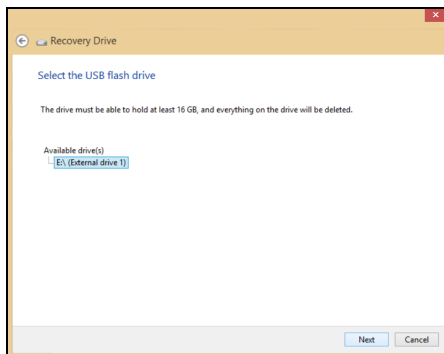 Recovery Drive
Select the USB flash drive
The drive must be able to hold at least 16 GB, and everything on the drive will be deleted.
Available drive(s)
E:\ (External drive 1)
Next Cancel